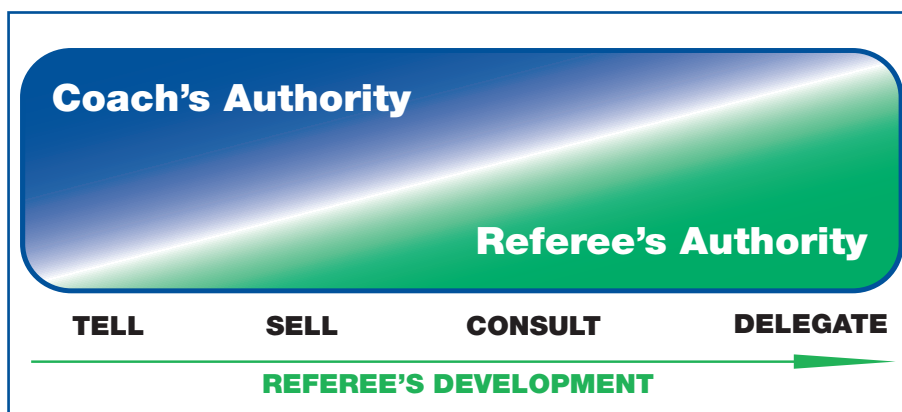 Coach’s Authority
Referee’s Authority
TELL SELL CONSULT DELEGATE
REFEREE’S DEVELOPMENT